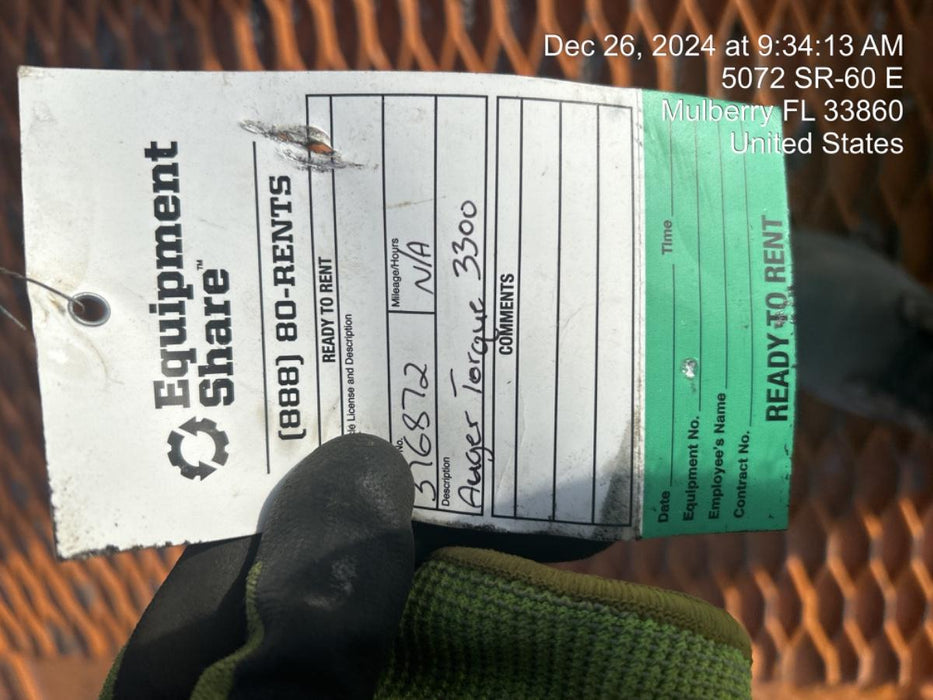 Dec 26, 2024 at 9:34:13 AM
5072 SR-60 E
Mulberry FL 33860
United States
Equipment
Share™
(888) 80-RENTS
READY TO RENT
License and Description
No.
Mileage/Hours
N/A
Description
Auger Torque 3300
COMMENTS
Date
Time
Equipment No.
Employee's Name
Contract No.
READY TO RENT